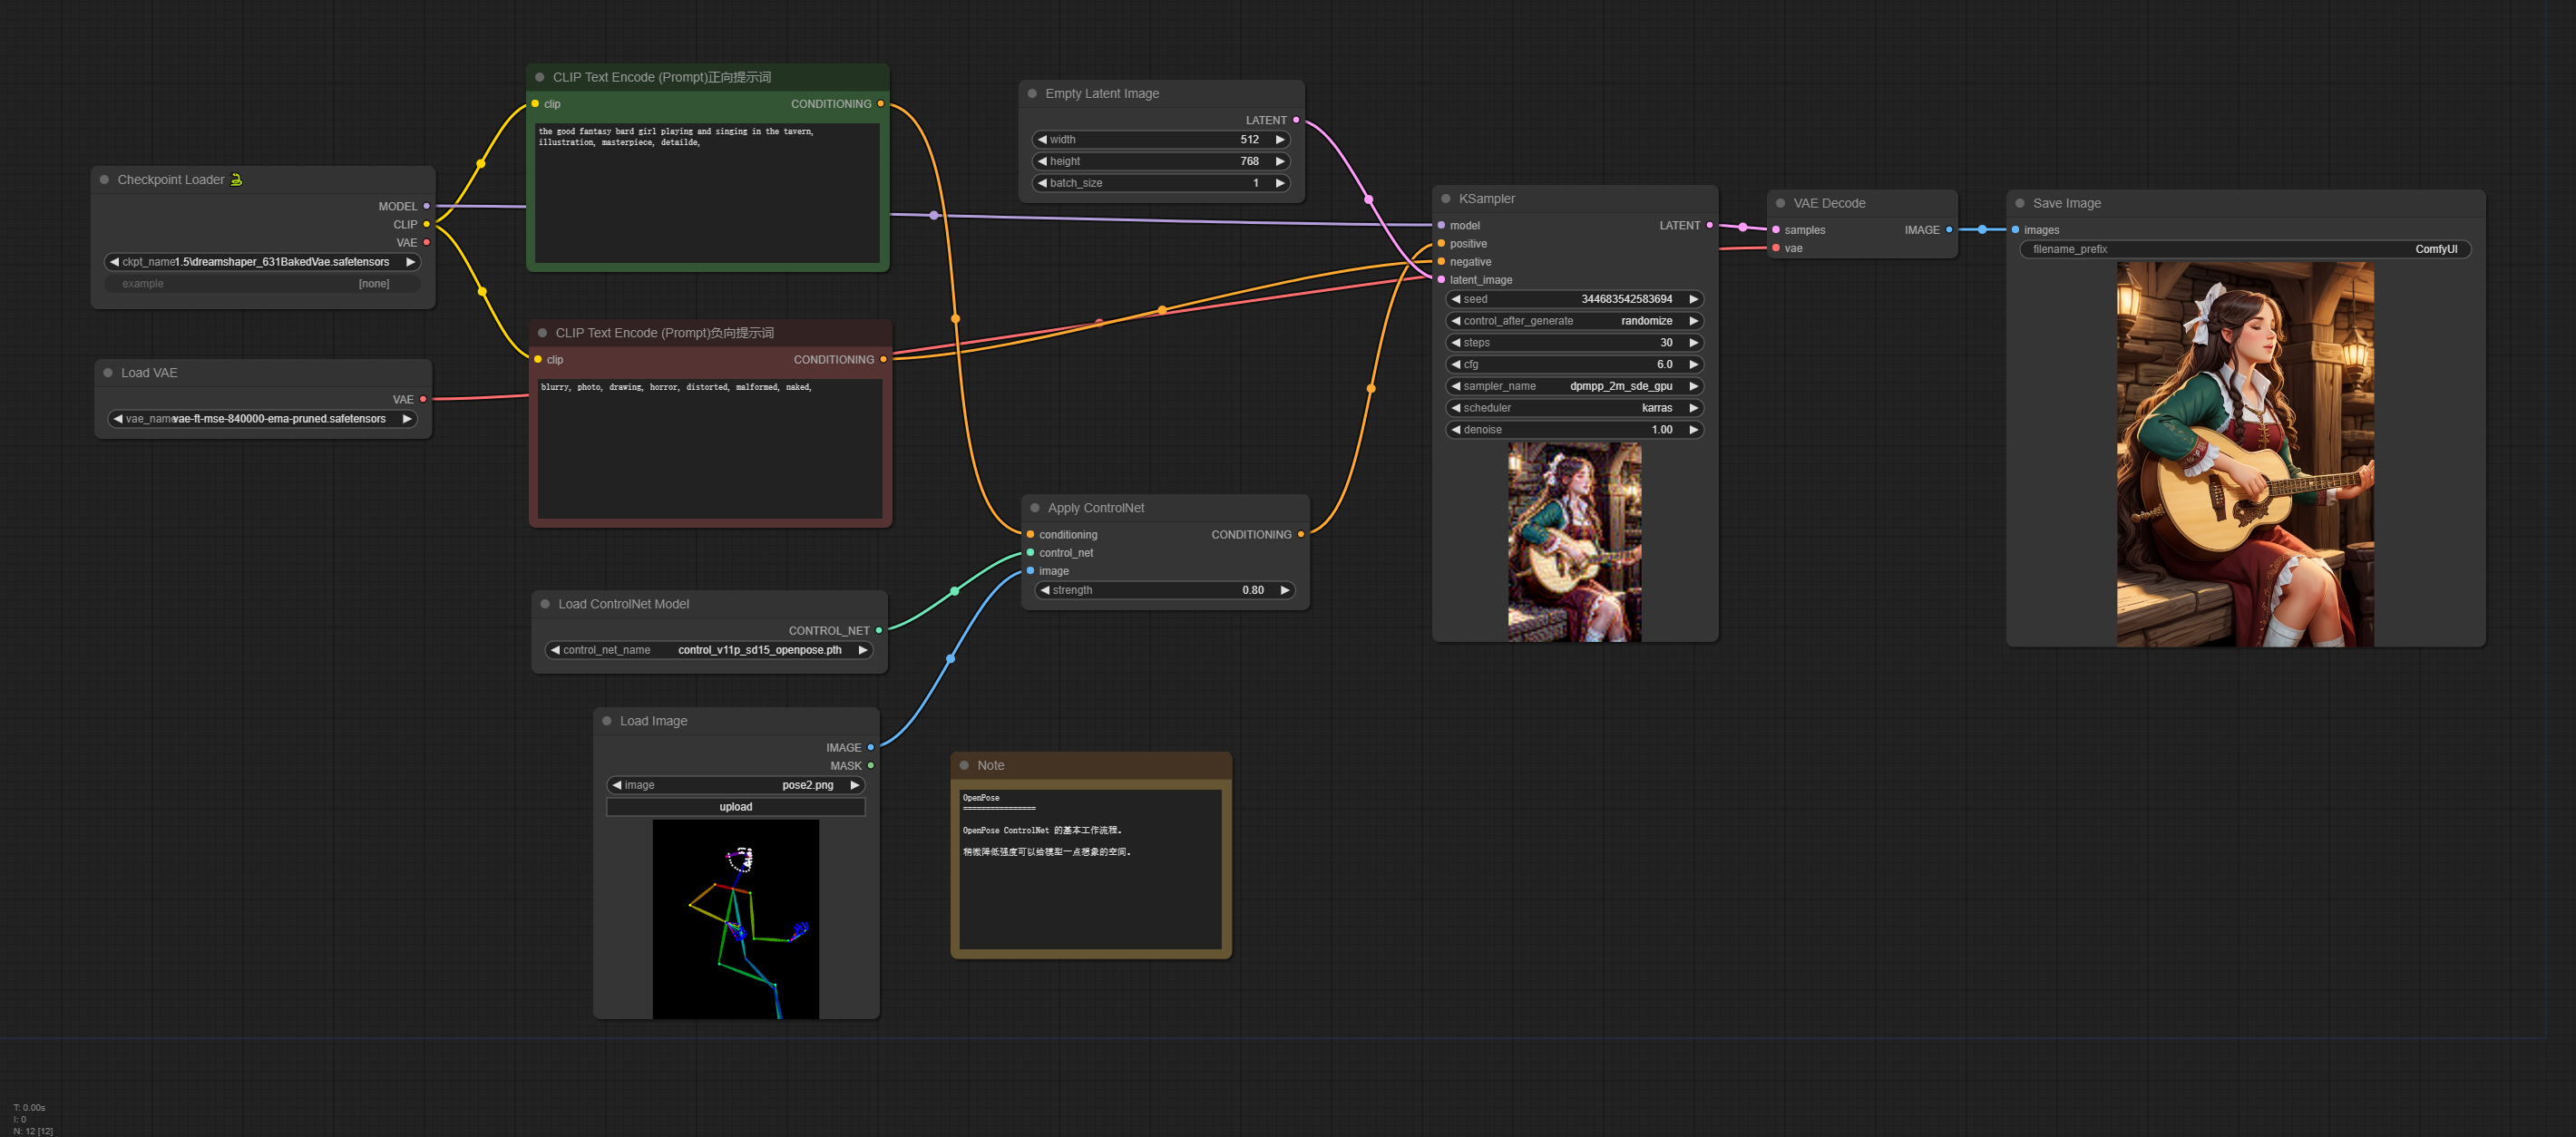 CLIP Text Encode (Prompt)正向提示词
clip
CONDITIONING
the good fantasy bard girl playing and singing in the tavern,
illustration, masterpiece, detailde,
Empty Latent Image
LATENT
width 512
height 768
batch_size 1
Checkpoint Loader
MODEL
CLIP
VAE
ckpt_name 1.5\dreamshaper_631BakedVae.safetensors
example [none]
KSampler
model LATENT
positive
negative
latent_image
seed 344683542583694
control_after_generate randomize
steps 30
cfg 6.0
sampler_name dpmpp_2m_sde_gpu
scheduler karras
denoise 1.00
VAE Decode
samples IMAGE
vae
Save Image
images
filename_prefix ComfyUI
CLIP Text Encode (Prompt)负向提示词
clip CONDITIONING
blurry, photo, drawing, horror, distorted, malformed, naked,
Load VAE
VAE
vae_name vae-ft-mse-840000-ema-pruned.safetensors
Apply ControlNet
conditioning CONDITIONING
control_net
image
strength 0.80
Load ControlNet Model
CONTROL_NET
control_net_name control_v11p_sd15_openpose.pth
Load Image
IMAGE
MASK
image pose2.png
upload
Note
OpenPose
================
OpenPose ControlNet 的基本工作流程。
稍微降低强度可以给模型一点想象的空间。
T: 0.00s
I: 0
N: 12 [12]